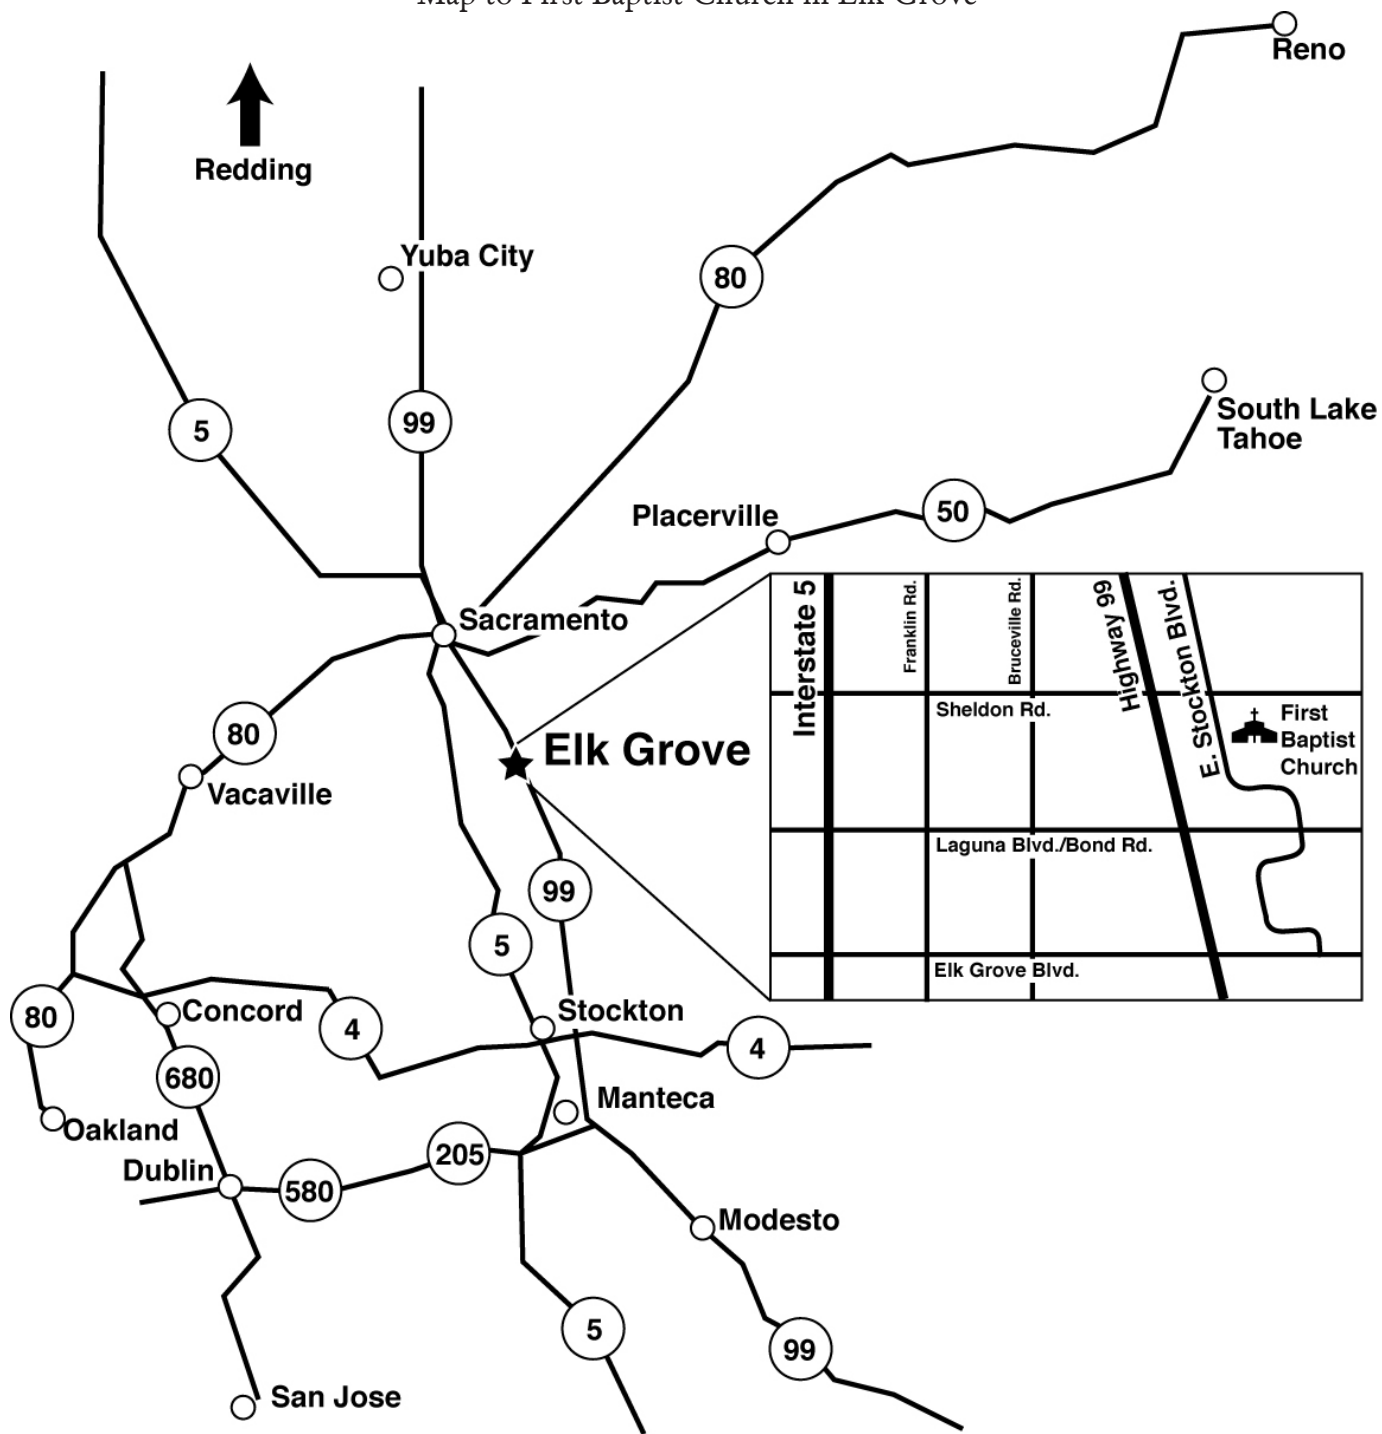 Map to First Baptist Church in Elk Grove
Reno
Redding
Yuba City
80
5
99
South Lake
Tahoe
Placerville
50
Sacramento
Interstate 5
Franklin Rd.
Bruceville Rd.
Highway 99
E. Stockton Blvd.
Sheldon Rd.
First
Baptist
Church
80
Elk Grove
Vacaville
Laguna Blvd./Bond Rd.
99
5
Elk Grove Blvd.
80
Concord
4
Stockton
4
680
Manteca
Oakland
Dublin
205
580
Modesto
5
99
San Jose